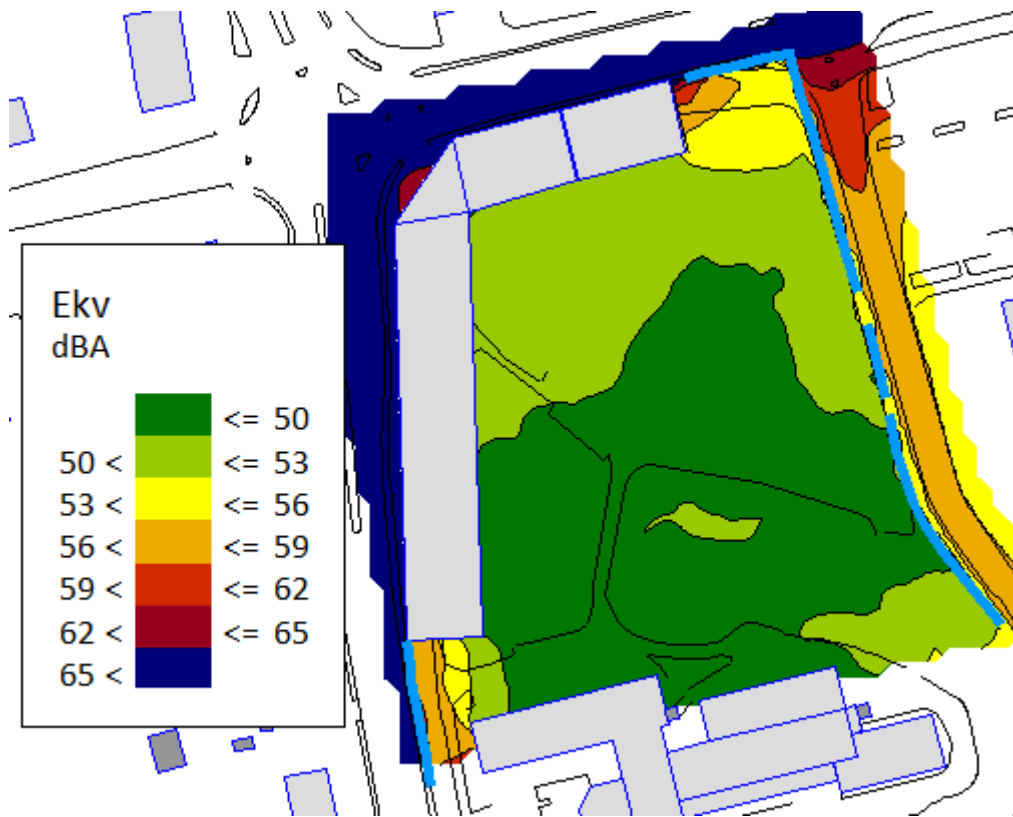 Ekv
dBA
<= 50
50 < <= 53
53 < <= 56
56 < <= 59
59 < <= 62
62 < <= 65
65 <